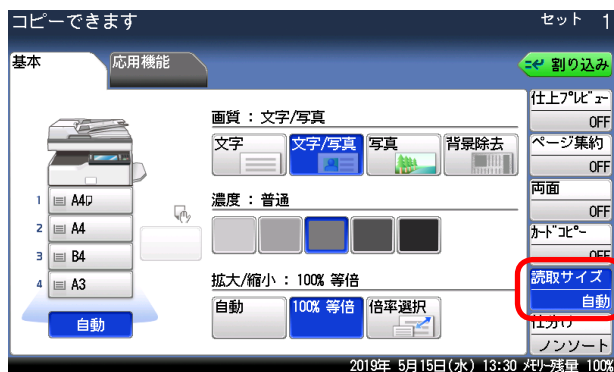 コピーできます
セット 1
基本
応用機能
割り込み
画質：文字/写真
文字
文字/写真
写真
背景除去
濃度：普通
拡大/縮小：100% 等倍
自動
100% 等倍
倍率選択
1 A4
2 A4
3 B4
4 A3
自動
仕上ﾌﾟﾚﾋﾞｭｰ
OFF
ページ集約
OFF
両面
OFF
ｶｰﾄﾞｺﾋﾟｰ
OFF
読取サイズ
自動
仕分け
ノンソート
2019年 5月15日(水) 13:30 ﾒﾓﾘｰ残量 100%